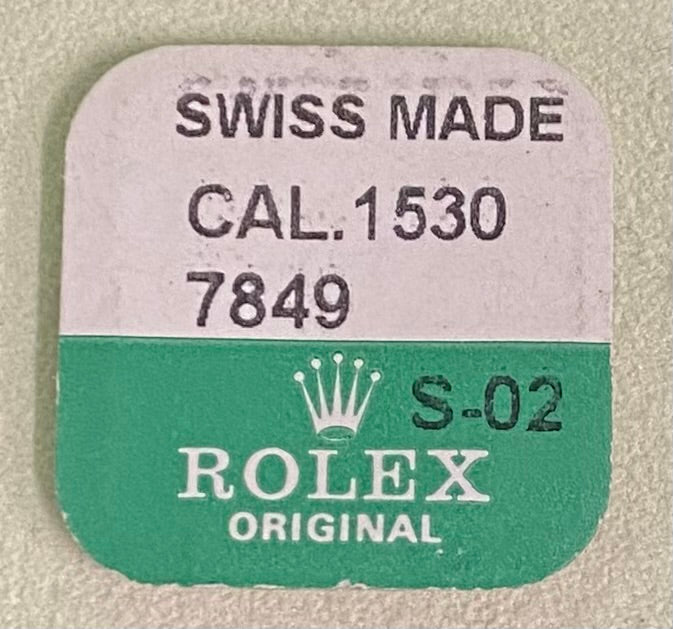 SWISS MADE
CAL.1530
7849
S-02
ROLEX
ORIGINAL